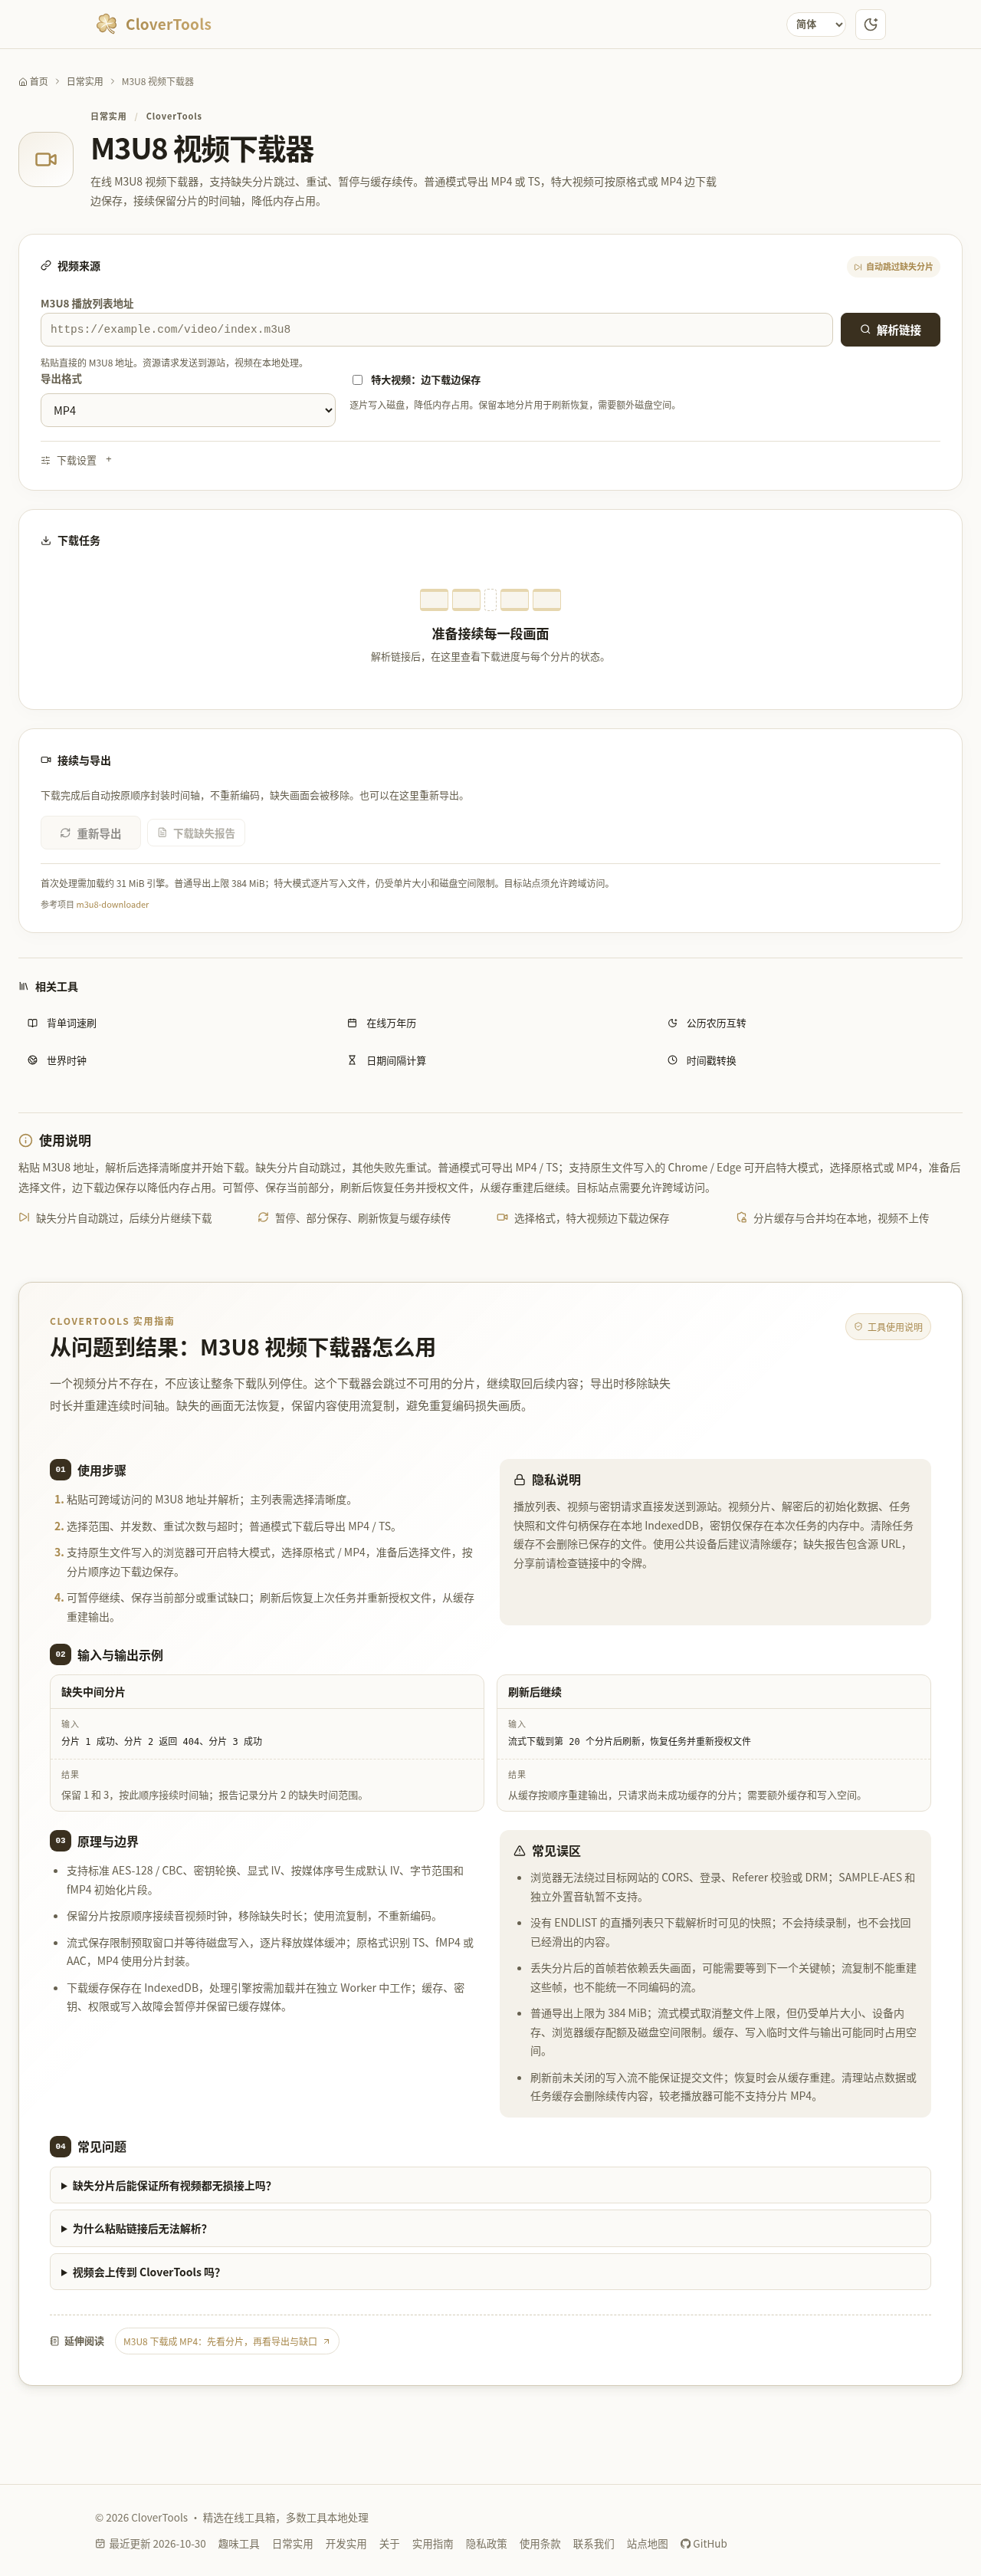 CloverTools
简体
首页 > 日常实用 > M3U8 视频下载器
日常实用 / CloverTools
M3U8 视频下载器
在线 M3U8 视频下载器，支持缺失分片跳过、重试、暂停与缓存续传。普通模式导出 MP4 或 TS，特大视频可按原格式或 MP4 边下载
边保存，接续保留分片的时间轴，降低内存占用。
视频来源
自动跳过缺失分片
M3U8 播放列表地址
https://example.com/video/index.m3u8
解析链接
粘贴直接的 M3U8 地址。资源请求发送到源站，视频在本地处理。
导出格式
特大视频：边下载边保存
MP4
逐片写入磁盘，降低内存占用。保留本地分片用于刷新恢复，需要额外磁盘空间。
下载设置 +
下载任务
准备接续每一段画面
解析链接后，在这里查看下载进度与每个分片的状态。
接续与导出
下载完成后自动按原顺序封装时间轴，不重新编码，缺失画面会被移除。也可以在这里重新导出。
重新导出
下载缺失报告
首次处理需加载约 31 MiB 引擎。普通导出上限 384 MiB；特大模式逐片写入文件，仍受单片大小和磁盘空间限制。目标站点须允许跨域访问。
参考项目 m3u8-downloader
相关工具
背单词速刷
在线万年历
公历农历互转
世界时钟
日期间隔计算
时间戳转换
使用说明
粘贴 M3U8 地址，解析后选择清晰度并开始下载。缺失分片自动跳过，其他失败先重试。普通模式可导出 MP4 / TS；支持原生文件写入的 Chrome / Edge 可开启特大模式，选择原格式或 MP4，准备后
选择文件，边下载边保存以降低内存占用。可暂停、保存当前部分，刷新后恢复任务并授权文件，从缓存重建后继续。目标站点需要允许跨域访问。
缺失分片自动跳过，后续分片继续下载
暂停、部分保存、刷新恢复与缓存续传
选择格式，特大视频边下载边保存
分片缓存与合并均在本地，视频不上传
CLOVERTOOLS 实用指南
从问题到结果：M3U8 视频下载器怎么用
工具使用说明
一个视频分片不存在，不应该让整条下载队列停住。这个下载器会跳过不可用的分片，继续取回后续内容；导出时移除缺失
时长并重建连续时间轴。缺失的画面无法恢复，保留内容使用流复制，避免重复编码损失画质。
01 使用步骤
1. 粘贴可跨域访问的 M3U8 地址并解析；主列表需选择清晰度。
2. 选择范围、并发数、重试次数与超时；普通模式下载后导出 MP4 / TS。
3. 支持原生文件写入的浏览器可开启特大模式，选择原格式 / MP4，准备后选择文件，按
分片顺序边下载边保存。
4. 可暂停继续、保存当前部分或重试缺口；刷新后恢复上次任务并重新授权文件，从缓存
重建输出。
隐私说明
播放列表、视频与密钥请求直接发送到源站。视频分片、解密后的初始化数据、任务
快照和文件句柄保存在本地 IndexedDB，密钥仅保存在本次任务的内存中。清除任务
缓存不会删除已保存的文件。使用公共设备后建议清除缓存；缺失报告包含源 URL，
分享前请检查链接中的令牌。
02 输入与输出示例
缺失中间分片
输入
分片 1 成功、分片 2 返回 404、分片 3 成功
结果
保留 1 和 3，按此顺序接续时间轴；报告记录分片 2 的缺失时间范围。
刷新后继续
输入
流式下载到第 20 个分片后刷新，恢复任务并重新授权文件
结果
从缓存按顺序重建输出，只请求尚未成功缓存的分片；需要额外缓存和写入空间。
03 原理与边界
支持标准 AES-128 / CBC、密钥轮换、显式 IV、按媒体序号生成默认 IV、字节范围和
fMP4 初始化片段。
保留分片按原顺序接续音视频时钟，移除缺失时长；使用流复制，不重新编码。
流式保存限制预取窗口并等待磁盘写入，逐片释放媒体缓冲；原格式识别 TS、fMP4 或
AAC，MP4 使用分片封装。
下载缓存保存在 IndexedDB，处理引擎按需加载并在独立 Worker 中工作；缓存、密
钥、权限或写入故障会暂停并保留已缓存媒体。
常见误区
浏览器无法绕过目标网站的 CORS、登录、Referer 校验或 DRM；SAMPLE-AES 和
独立外置音轨暂不支持。
没有 ENDLIST 的直播列表只下载解析时可见的快照；不会持续录制，也不会找回
已经滑出的内容。
丢失分片后的首帧若依赖丢失画面，可能需要等到下一个关键帧；流复制不能重建
这些帧，也不能统一不同编码的流。
普通导出上限为 384 MiB；流式模式取消整文件上限，但仍受单片大小、设备内
存、浏览器缓存配额及磁盘空间限制。缓存、写入临时文件与输出可能同时占用空
间。
刷新前未关闭的写入流不能保证提交文件；恢复时会从缓存重建。清理站点数据或
任务缓存会删除续传内容，较老播放器可能不支持分片 MP4。
04 常见问题
缺失分片后能保证所有视频都无损接上吗？
为什么粘贴链接后无法解析？
视频会上传到 CloverTools 吗？
延伸阅读
M3U8 下载成 MP4：先看分片，再看导出与缺口
© 2026 CloverTools · 精选在线工具箱，多数工具本地处理
最近更新 2026-10-30 趣味工具 日常实用 开发实用 关于 实用指南 隐私政策 使用条款 联系我们 站点地图 GitHub